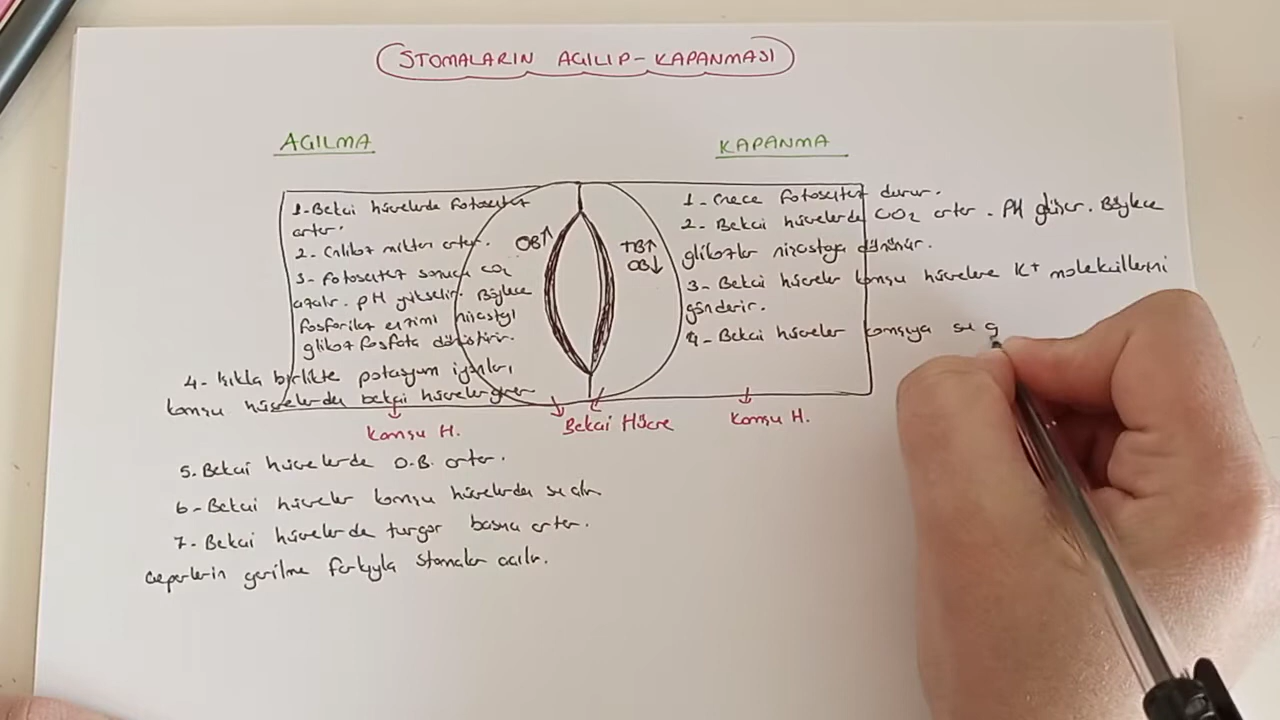 STOMALARIN AÇILIP-KAPANMASI
AÇILMA
1-Bekçi hücrelerde fotosentez
artar.
2- Glikoz miktarı artar.
3- Fotosentez sonucu CO2
azalır. pH yükselir. Böylece
fosforilaz enzimi nişastayı
glikoz fosfata dönüştürür.
4- Işıkla birlikte potasyum iyonları,
komşu hücrelerden bekçi hücrelere girer
5. Bekçi hücrelerde O.B. artar.
6- Bekçi hücreler komşu hücrelerden su alır
7- Bekçi hücrelerde turgor basıncı artar.
Çeperlerin gerilme farkıyla stomalar açılır.
OB↑
TB↑
OB↓
Komşu H.
Bekçi Hücre
Komşu H.
KAPANMA
1- Gece fotosentez durur.
2- Bekçi hücrelerde CO2 artar. PH düşer. Böylece
glikozlar nişastaya dönüşür.
3- Bekçi hücreler komşu hücrelere K+ moleküllerini
gönderir.
4- Bekçi hücreler komşuya su g